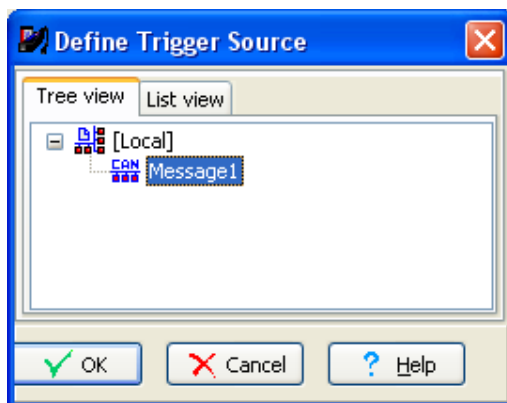 Define Trigger Source
Tree view List view
[Local]
CAN Message1
OK Cancel ? Help